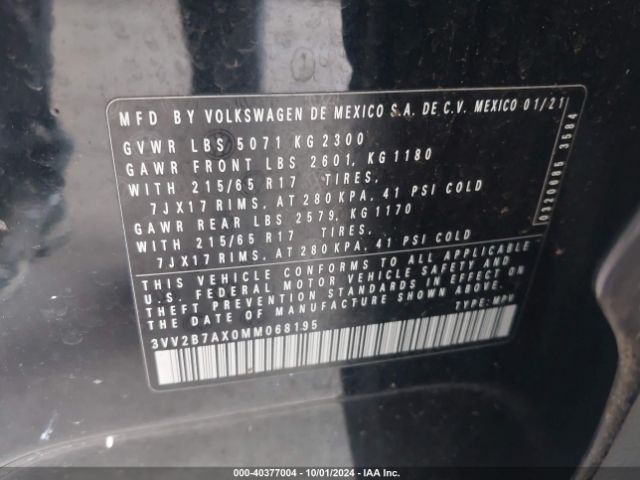 MFD BY VOLKSWAGEN DE MEXICO S.A. DE C.V. MEXICO 01/21
GVWR LBS 5071 KG 2300
GAWR FRONT LBS 2601, KG 1180
WITH 215/65 R17 TIRES,
7JX17 RIMS, AT 280 KPA, 41 PSI COLD
GAWR REAR LBS 2579, KG 1170
WITH 215/65 R17 TIRES.
7JX17 RIMS, AT 280 KPA, 41 PSI COLD
THIS VEHICLE CONFORMS TO ALL APPLICABLE
U.S. FEDERAL MOTOR VEHICLE SAFETY AND
THEFT PREVENTION STANDARDS IN EFFECT ON
THE DATE OF MANUFACTURE SHOWN ABOVE.
3VV2B7AX0MM068195 TYPE: MPV
0320685 3584
000-40377004 - 10/01/2024 - IAA Inc.